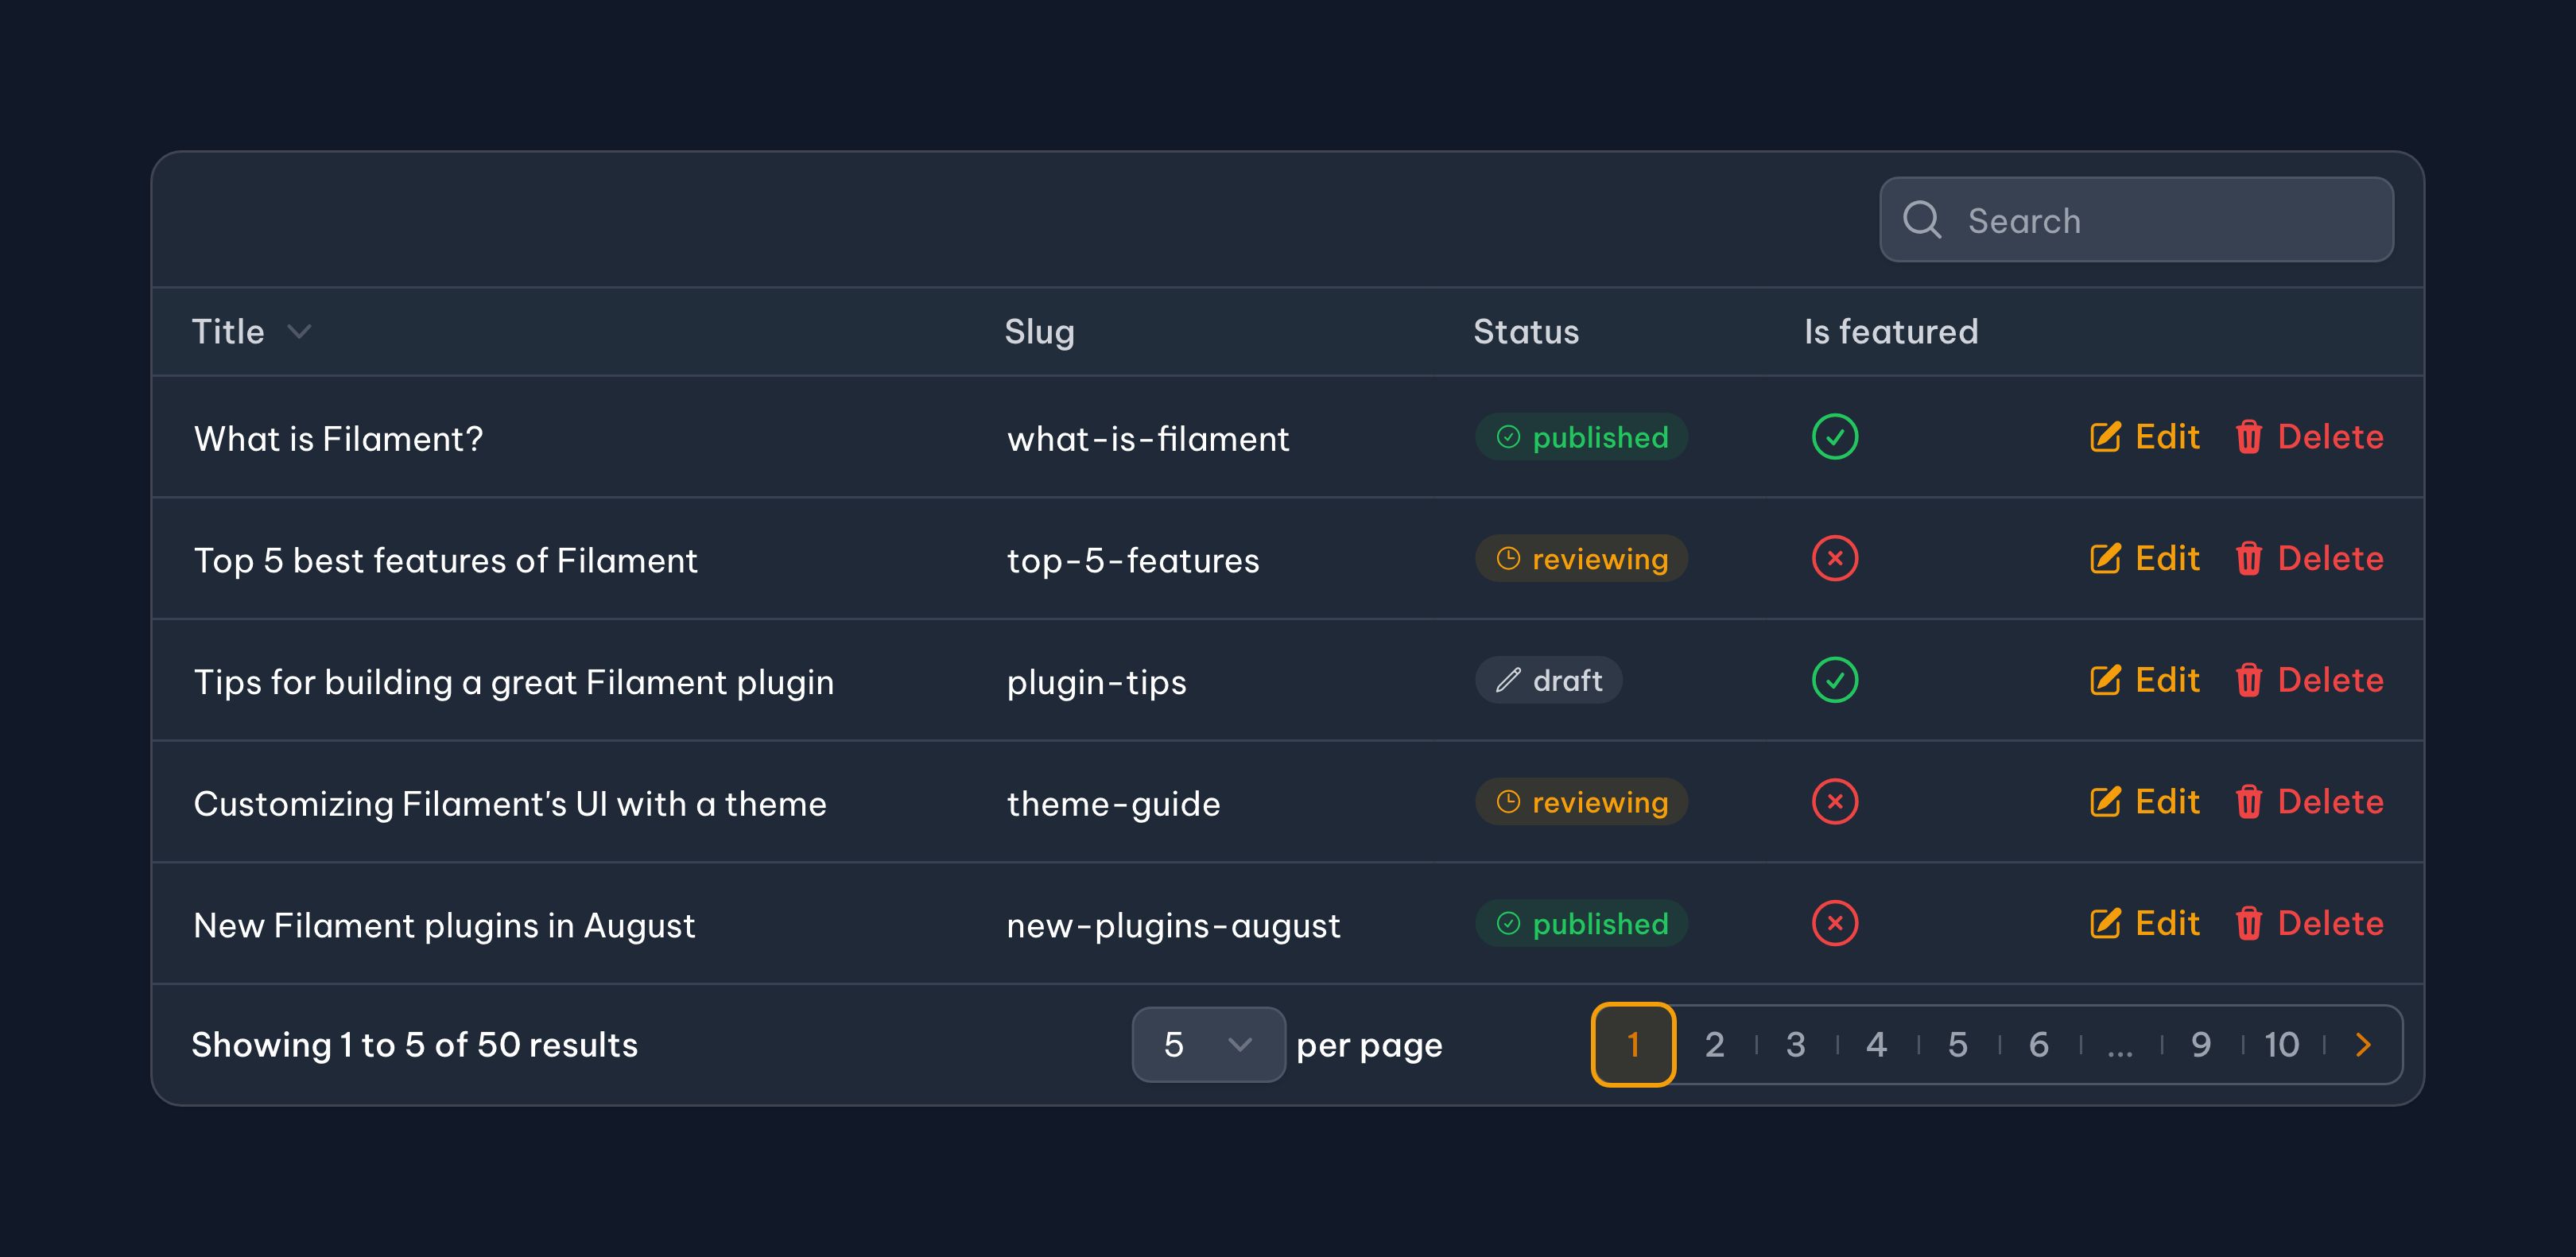 Search
Title Slug Status Is featured
What is Filament? what-is-filament published Edit Delete
Top 5 best features of Filament top-5-features reviewing Edit Delete
Tips for building a great Filament plugin plugin-tips draft Edit Delete
Customizing Filament's UI with a theme theme-guide reviewing Edit Delete
New Filament plugins in August new-plugins-august published Edit Delete
Showing 1 to 5 of 50 results 5 per page 1 2 3 4 5 6 ... 9 10